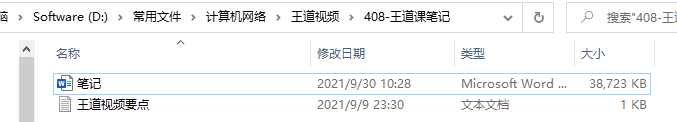 脑 > Software (D:) > 常用文件 > 计算机网络 > 王道视频 > 408-王道课笔记 搜索"408-王
名称 修改日期 类型 大小
笔记 2021/9/30 10:28 Microsoft Word ... 38,723 KB
王道视频要点 2021/9/9 23:30 文本文档 1 KB